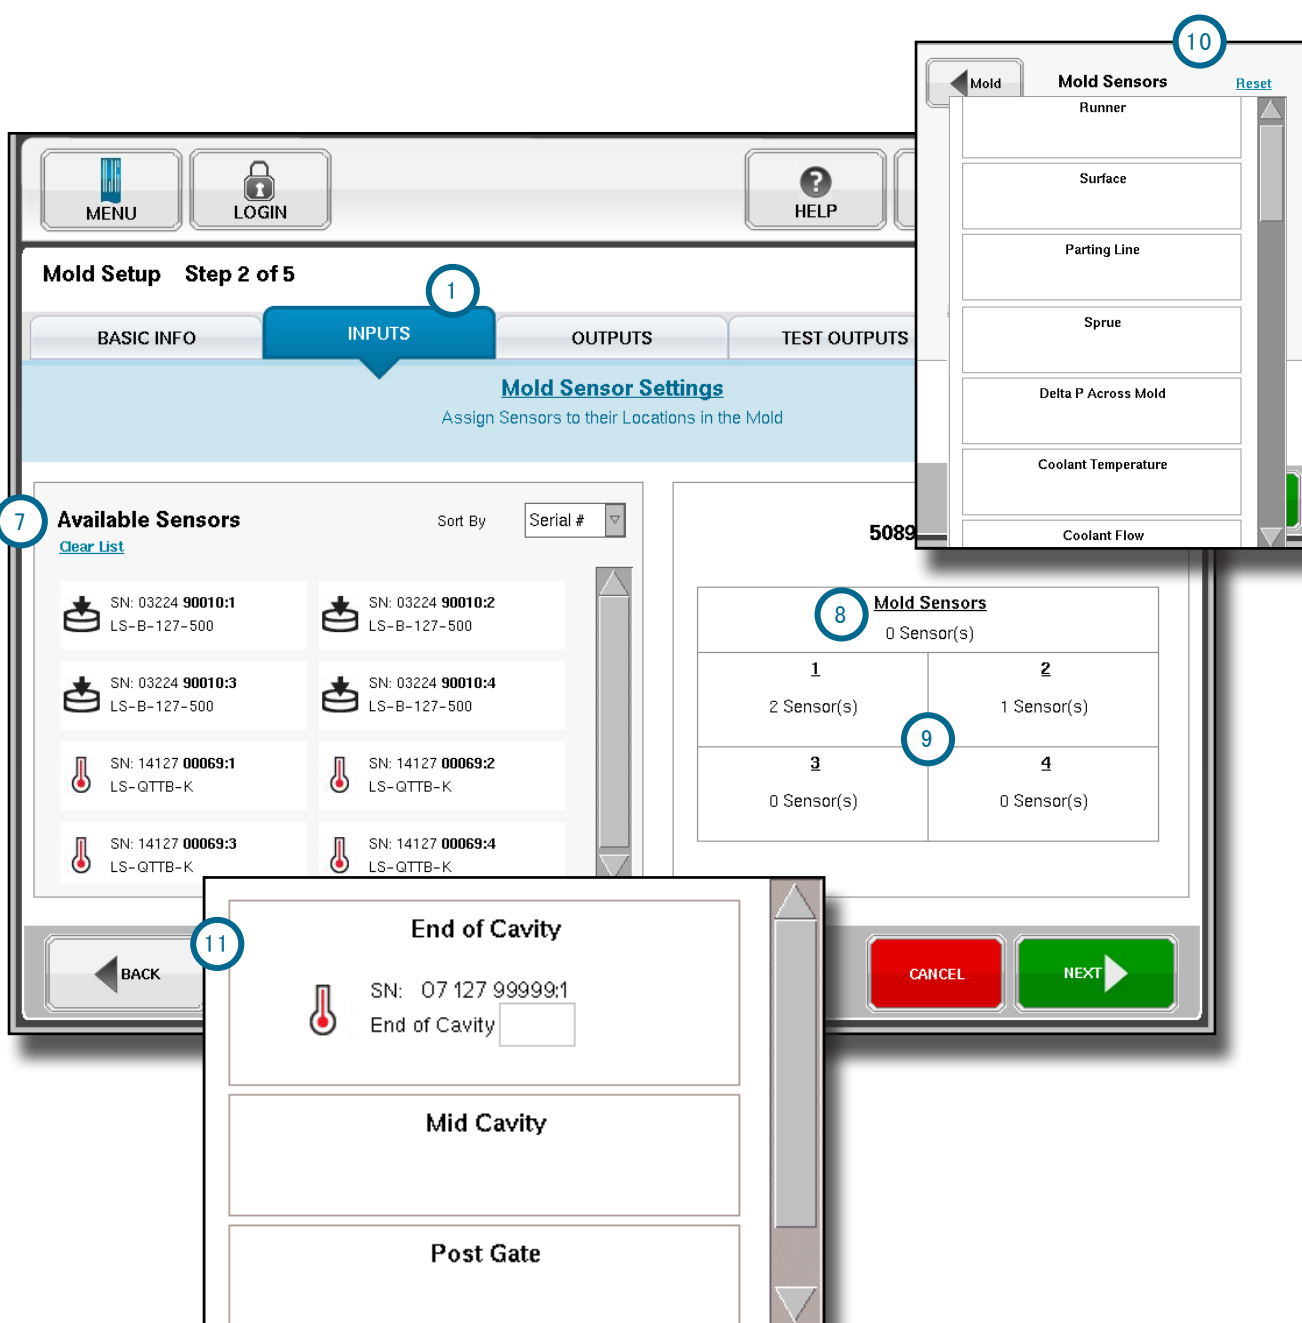 10
Mold
Mold Sensors
Reset
Runner
Surface
Parting Line
Sprue
Delta P Across Mold
Coolant Temperature
Coolant Flow
MENU
LOGIN
HELP
Mold Setup Step 2 of 5
1
BASIC INFO
INPUTS
OUTPUTS
TEST OUTPUTS
Mold Sensor Settings
Assign Sensors to their Locations in the Mold
7
Available Sensors
Clear List
Sort By
Serial #
SN: 03224 90010:1
LS-B-127-500
SN: 03224 90010:2
LS-B-127-500
SN: 03224 90010:3
LS-B-127-500
SN: 03224 90010:4
LS-B-127-500
SN: 14127 00069:1
LS-QTTB-K
SN: 14127 00069:2
LS-QTTB-K
SN: 14127 00069:3
LS-QTTB-K
SN: 14127 00069:4
LS-QTTB-K
5089
8
Mold Sensors
0 Sensor(s)
1
2 Sensor(s)
2
1 Sensor(s)
9
3
0 Sensor(s)
4
0 Sensor(s)
BACK
CANCEL
NEXT
11
End of Cavity
SN: 07 127 99999:1
End of Cavity
Mid Cavity
Post Gate